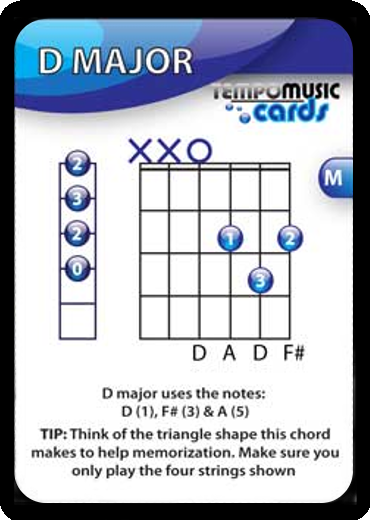 D MAJOR
TEMPOMUSIC
cards
XXO
M
2
3
2
0
1 2
3
D A D F#
D major uses the notes:
D (1), F# (3) & A (5)
TIP: Think of the triangle shape this chord
makes to help memorization. Make sure you
only play the four strings shown